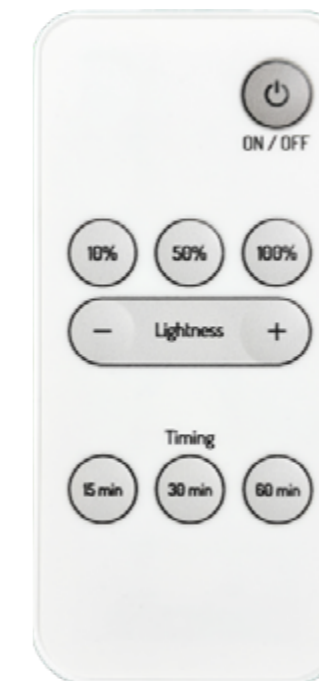 ON / OFF
10% 50% 100%
− Lightness +
Timing
15 min 30 min 60 min